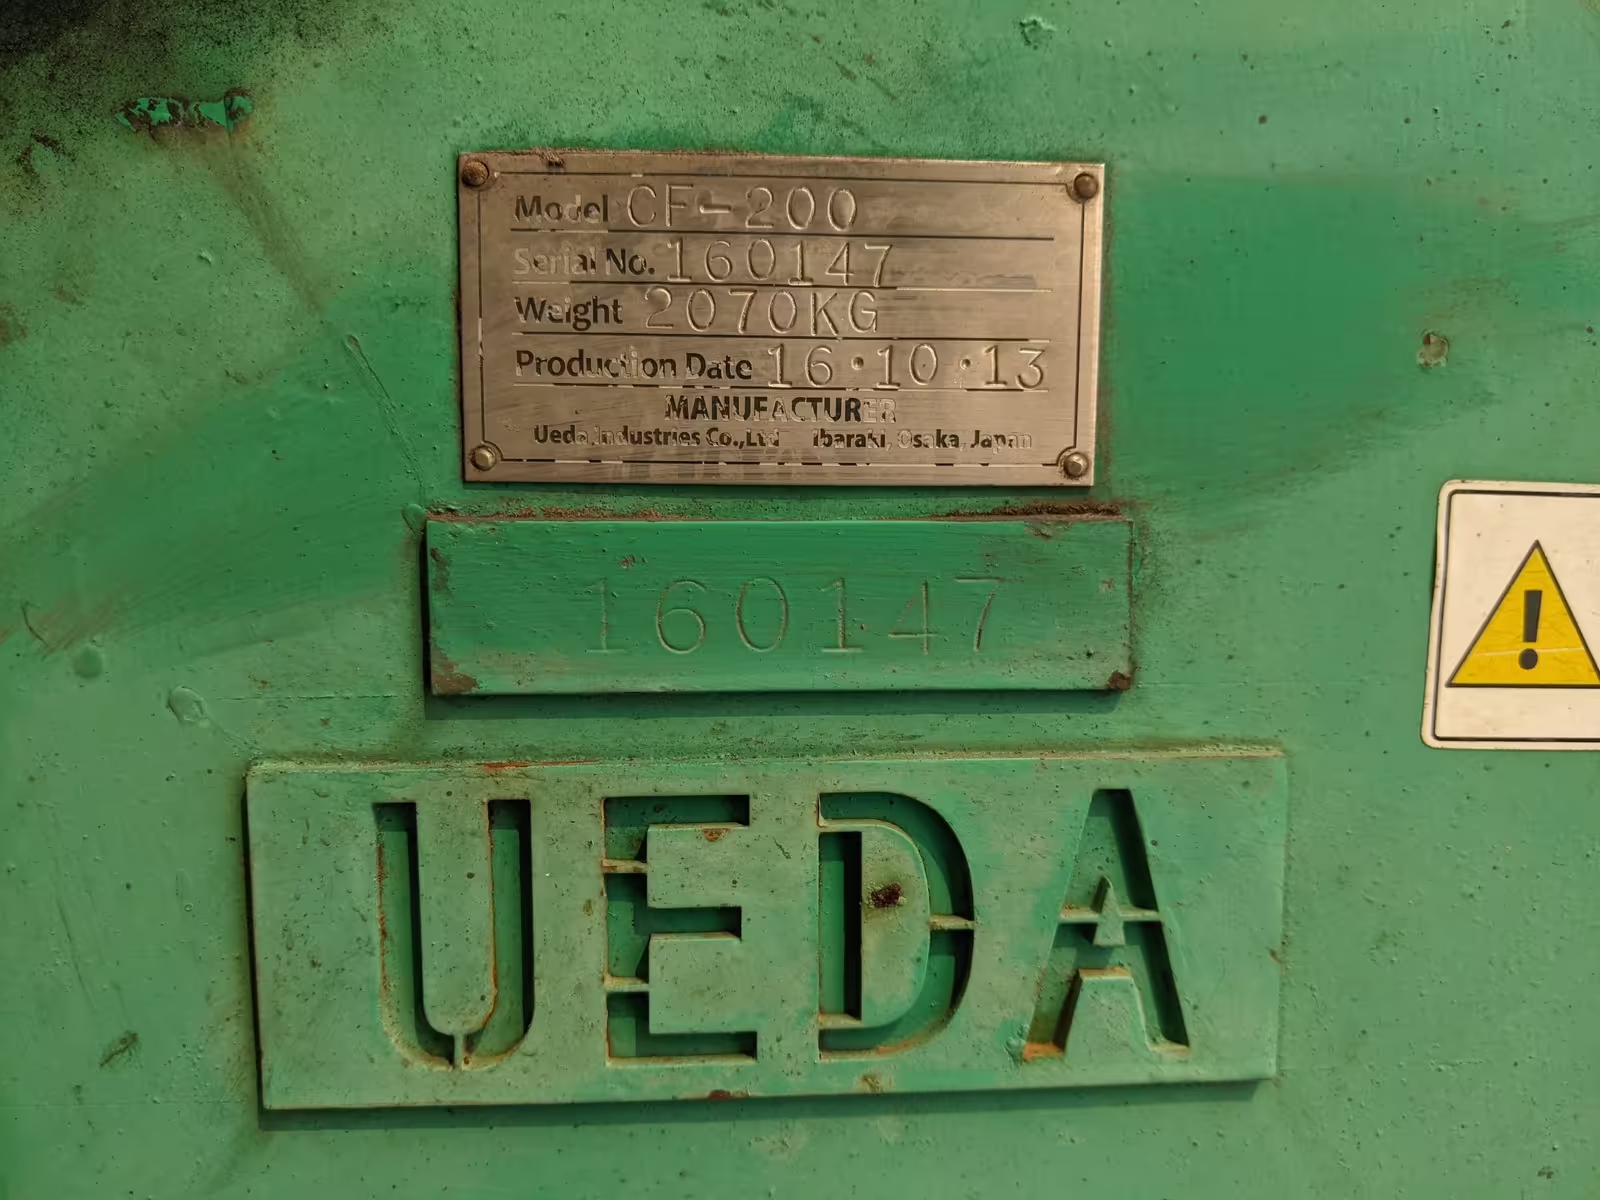 Model CF-200
Serial No. 160147
Weight 2070KG
Production Date 16·10·13
MANUFACTURER
Ueda Industries Co.,Ltd Ibaraki, Osaka, Japan
160147
UEDA
!